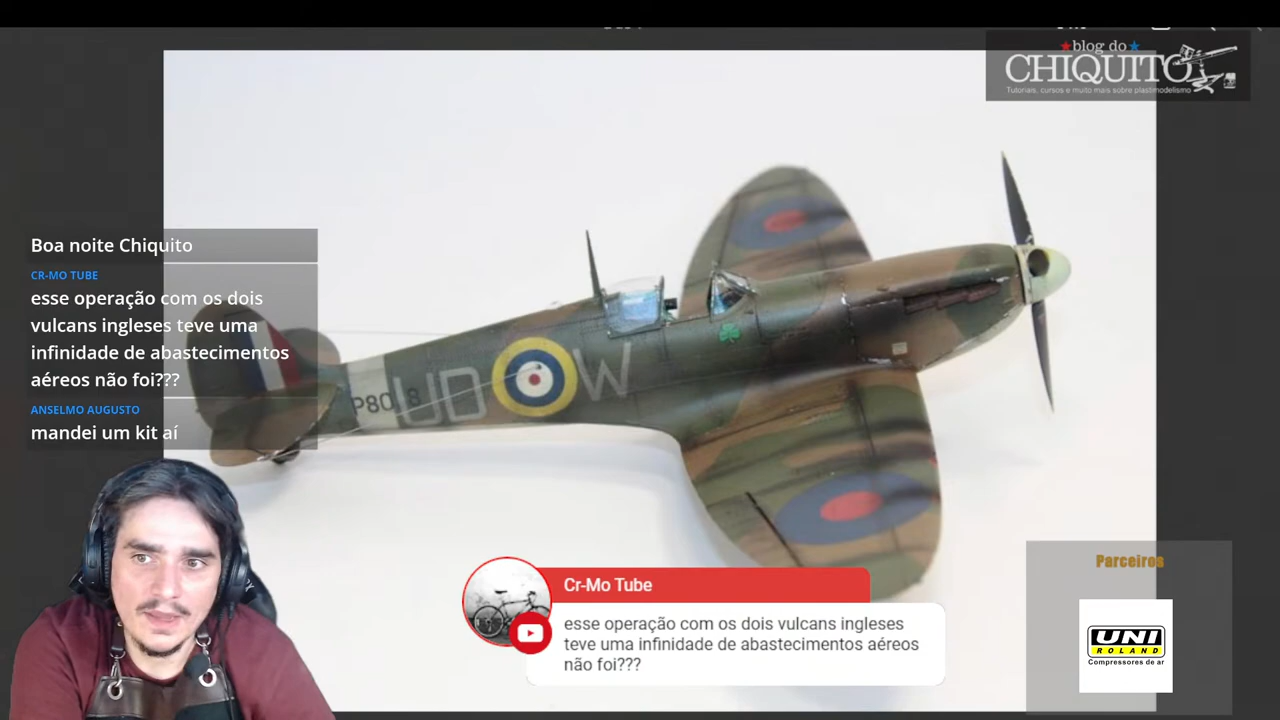 blog do
CHIQUITO
Tutoriais, cursos e muito mais sobre plastimodelismo
Boa noite Chiquito
CR-MO TUBE
esse operação com os dois
vulcans ingleses teve uma
infinidade de abastecimentos
aéreos não foi???
ANSELMO AUGUSTO
mandei um kit aí
UD W
Cr-Mo Tube
esse operação com os dois vulcans ingleses
teve uma infinidade de abastecimentos aéreos
não foi???
Parceiros
UNI
ROLAND
Compressores de ar